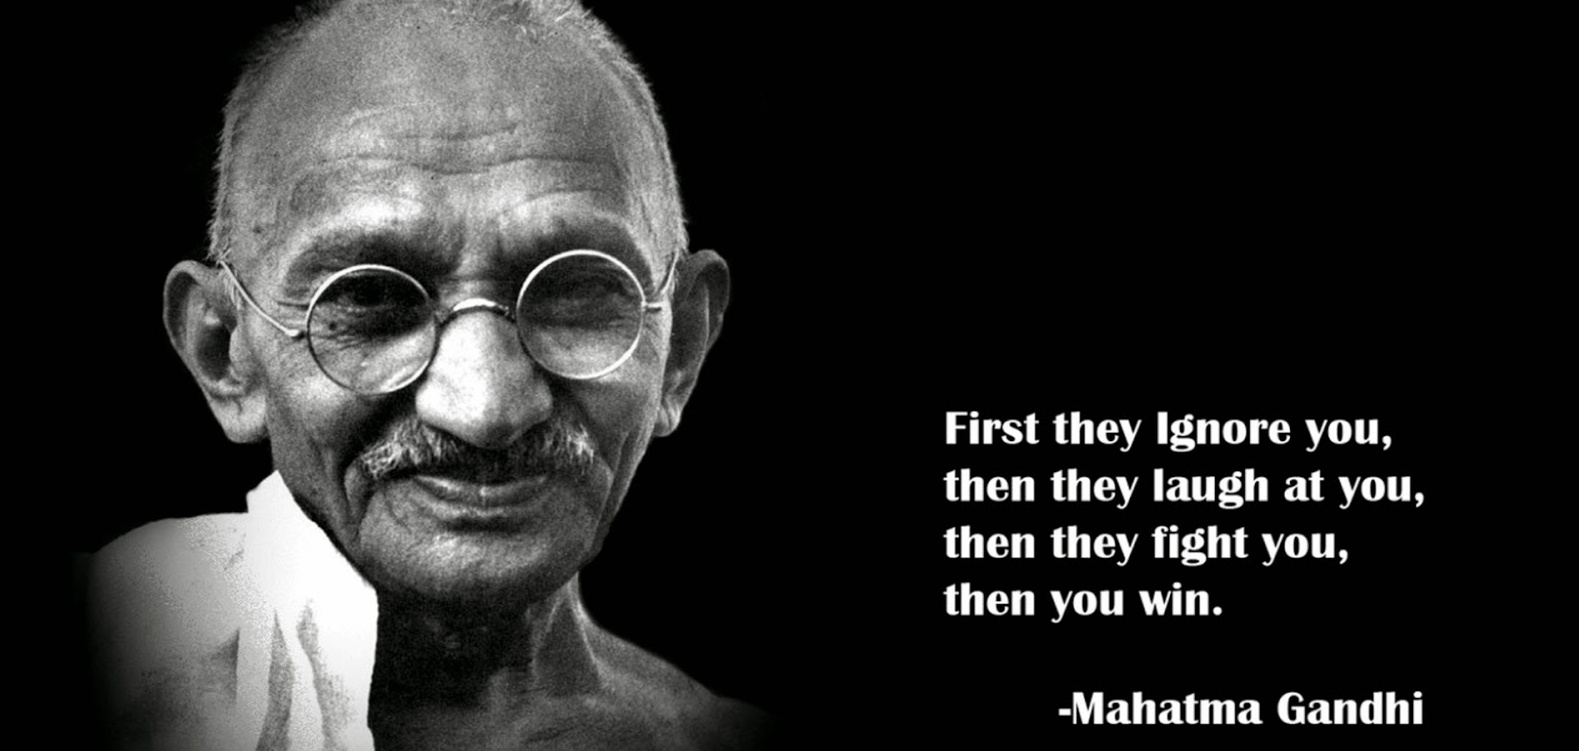 First they Ignore you,
then they laugh at you,
then they fight you,
then you win.
-Mahatma Gandhi